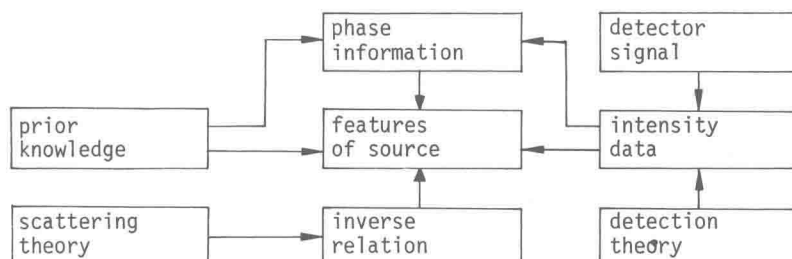 phase
information
detector
signal
prior
knowledge
features
of source
intensity
data
scattering
theory
inverse
relation
detection
theory